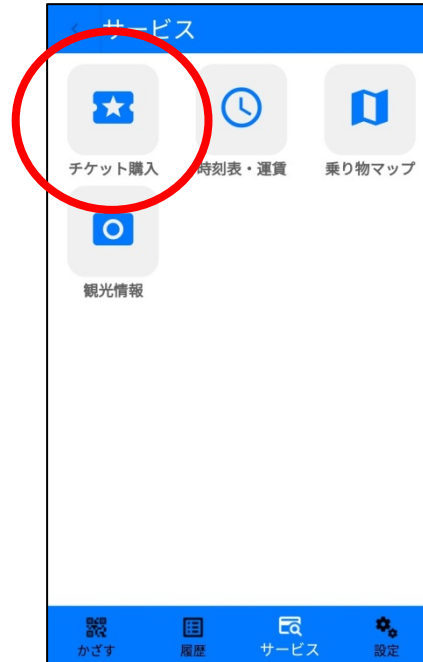 サービス
チケット購入
時刻表・運賃
乗り物マップ
観光情報
かざす
履歴
サービス
設定